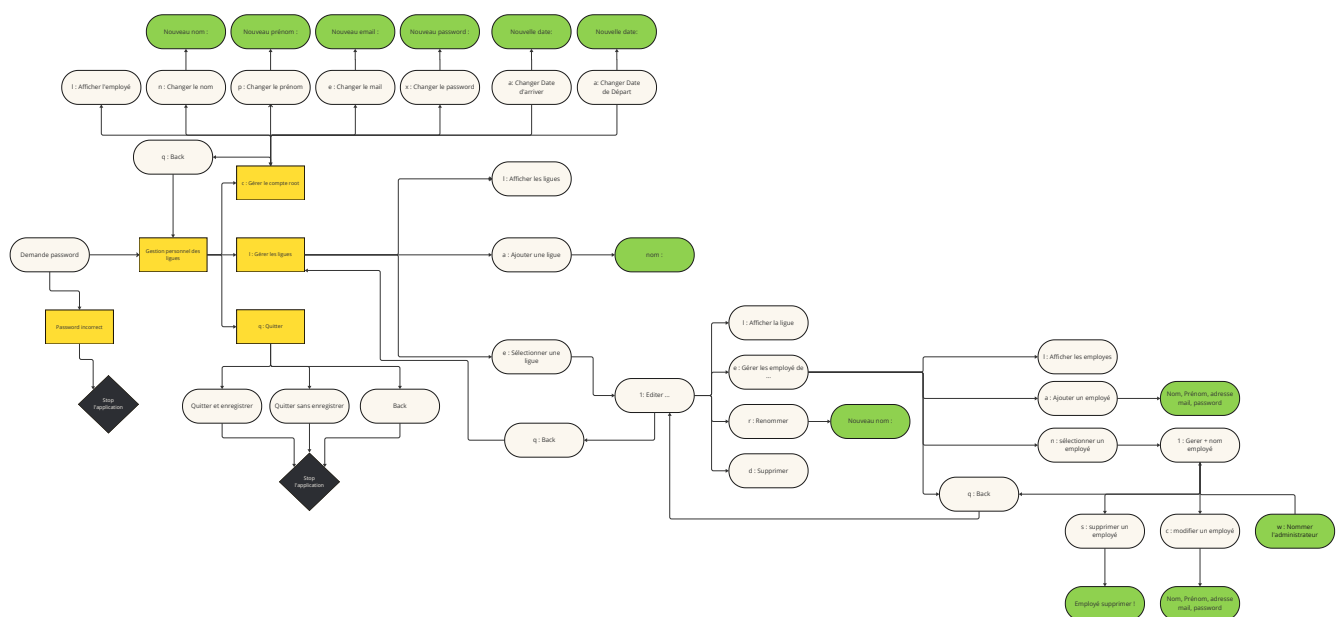 Nouveau nom :
Nouveau prénom :
Nouveau email :
Nouveau password :
Nouvelle date:
Nouvelle date:
l : Afficher l'employé
n : Changer le nom
p : Changer le prénom
e : Changer le mail
x : Changer le password
a: Changer Date
d'arriver
a: Changer Date
de Départ
q : Back
c : Gérer le compte root
l : Afficher les ligues
Demande password
Gestion personnel des
ligues
l : Gérer les ligues
a : Ajouter une ligue
nom :
Password incorrect
q : Quitter
l : Afficher la ligue
e : Sélectionner une
ligue
l : Afficher les employes
e : Gérer les employé de
...
1: Editer ...
a : Ajouter un employé
Nom, Prénom, adresse
mail, password
Stop
l'application
Quitter et enregistrer
Quitter sans enregistrer
Back
r : Renommer
Nouveau nom :
q : Back
n : sélectionner un
employé
1 : Gerer + nom
employé
d : Supprimer
Stop
l'application
q : Back
s : supprimer un
employé
c : modifier un employé
w : Nommer
l'administrateur
Employé supprimer !
Nom, Prénom, adresse
mail, password